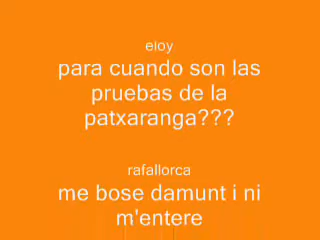 eloy
para cuando son las
pruebas de la
patxaranga???
rafallorca
me bose damunt i ni
m'entere